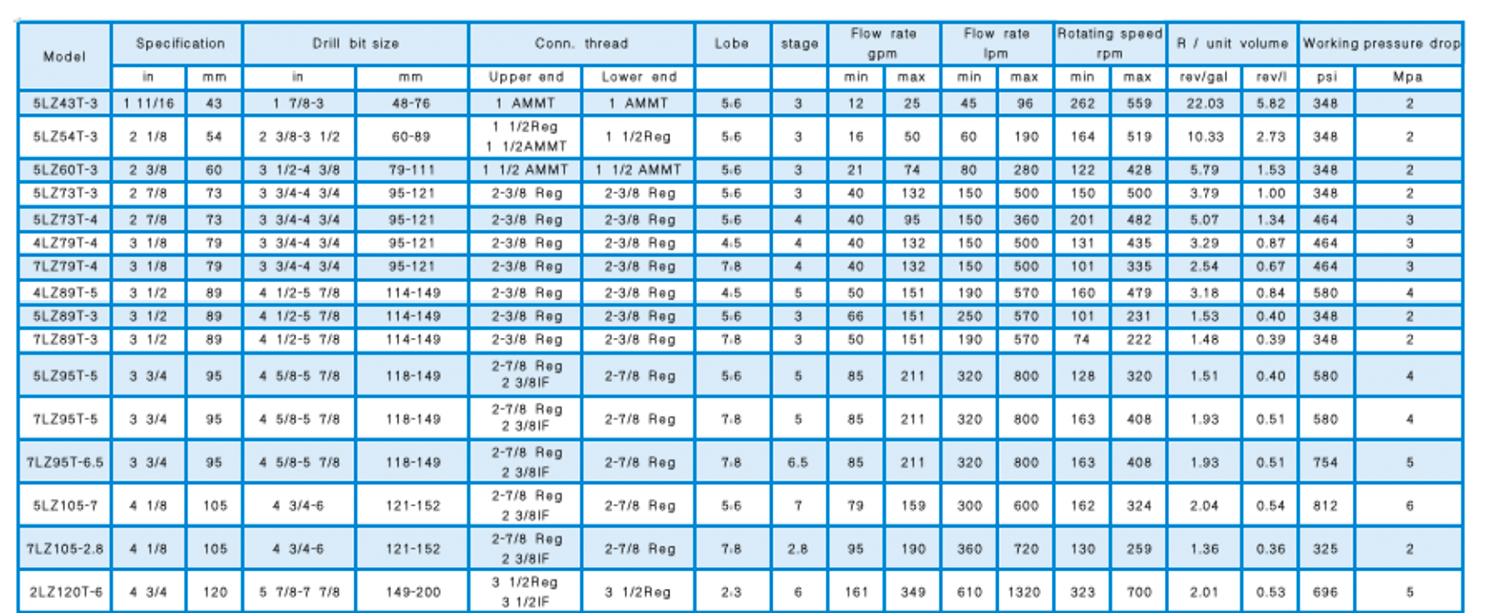 Model Specification Drill bit size Conn. thread Lobe stage Flow rate gpm Flow rate lpm Rotating speed rpm R / unit volume Working pressure drop
in mm in mm Upper end Lower end min max min max min max rev/gal rev/l psi Mpa
5LZ43T-3 1 11/16 43 1 7/8-3 48-76 1 AMMT 1 AMMT 5:6 3 12 25 45 96 262 559 22.03 5.82 348 2
5LZ54T-3 2 1/8 54 2 3/8-3 1/2 60-89 1 1/2Reg 1 1/2AMMT 1 1/2Reg 5:6 3 16 50 60 190 164 519 10.33 2.73 348 2
5LZ60T-3 2 3/8 60 3 1/2-4 3/8 79-111 1 1/2 AMMT 1 1/2 AMMT 5:6 3 21 74 80 280 122 428 5.79 1.53 348 2
5LZ73T-3 2 7/8 73 3 3/4-4 3/4 95-121 2-3/8 Reg 2-3/8 Reg 5:6 3 40 132 150 500 150 500 3.79 1.00 348 2
5LZ73T-4 2 7/8 73 3 3/4-4 3/4 95-121 2-3/8 Reg 2-3/8 Reg 5:6 4 40 95 150 360 201 482 5.07 1.34 464 3
4LZ79T-4 3 1/8 79 3 3/4-4 3/4 95-121 2-3/8 Reg 2-3/8 Reg 4:5 4 40 132 150 500 131 435 3.29 0.87 464 3
7LZ79T-4 3 1/8 79 3 3/4-4 3/4 95-121 2-3/8 Reg 2-3/8 Reg 7:8 4 40 132 150 500 101 335 2.54 0.67 464 3
4LZ89T-5 3 1/2 89 4 1/2-5 7/8 114-149 2-3/8 Reg 2-3/8 Reg 4:5 5 50 151 190 570 160 479 3.18 0.84 580 4
5LZ89T-3 3 1/2 89 4 1/2-5 7/8 114-149 2-3/8 Reg 2-3/8 Reg 5:6 3 66 151 250 570 101 231 1.53 0.40 348 2
7LZ89T-3 3 1/2 89 4 1/2-5 7/8 114-149 2-3/8 Reg 2-3/8 Reg 7:8 3 50 151 190 570 74 222 1.48 0.39 348 2
5LZ95T-5 3 3/4 95 4 5/8-5 7/8 118-149 2-7/8 Reg 2 3/8IF 2-7/8 Reg 5:6 5 85 211 320 800 128 320 1.51 0.40 580 4
7LZ95T-5 3 3/4 95 4 5/8-5 7/8 118-149 2-7/8 Reg 2 3/8IF 2-7/8 Reg 7:8 5 85 211 320 800 163 408 1.93 0.51 580 4
7LZ95T-6.5 3 3/4 95 4 5/8-5 7/8 118-149 2-7/8 Reg 2 3/8IF 2-7/8 Reg 7:8 6.5 85 211 320 800 163 408 1.93 0.51 754 5
5LZ105-7 4 1/8 105 4 3/4-6 121-152 2-7/8 Reg 2 3/8IF 2-7/8 Reg 5:6 7 79 159 300 600 162 324 2.04 0.54 812 6
7LZ105-2.8 4 1/8 105 4 3/4-6 121-152 2-7/8 Reg 2 3/8IF 2-7/8 Reg 7:8 2.8 95 190 360 720 130 259 1.36 0.36 325 2
2LZ120T-6 4 3/4 120 5 7/8-7 7/8 149-200 3 1/2Reg 3 1/2IF 3 1/2Reg 2:3 6 161 349 610 1320 323 700 2.01 0.53 696 5